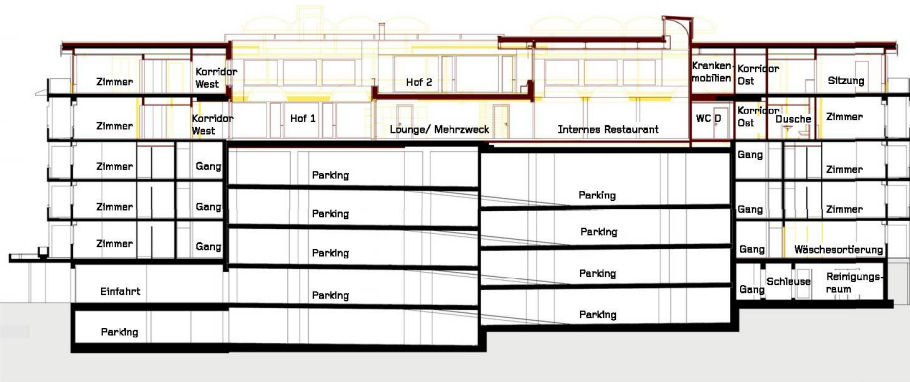 Zimmer
Korridor
West
Hof 2
Kranken-
mobilien
Korridor
Ost
Sitzung
Zimmer
Korridor
West
Hof 1
Lounge/ Mehrzweck
Internes Restaurant
WC D
Korridor
Ost
Dusche
Zimmer
Zimmer
Gang
Parking
Parking
Gang
Zimmer
Zimmer
Gang
Parking
Parking
Gang
Zimmer
Zimmer
Gang
Parking
Parking
Gang
Wäschesortierung
Einfahrt
Parking
Parking
Gang
Schleuse
Reinigungs-
raum
Parking